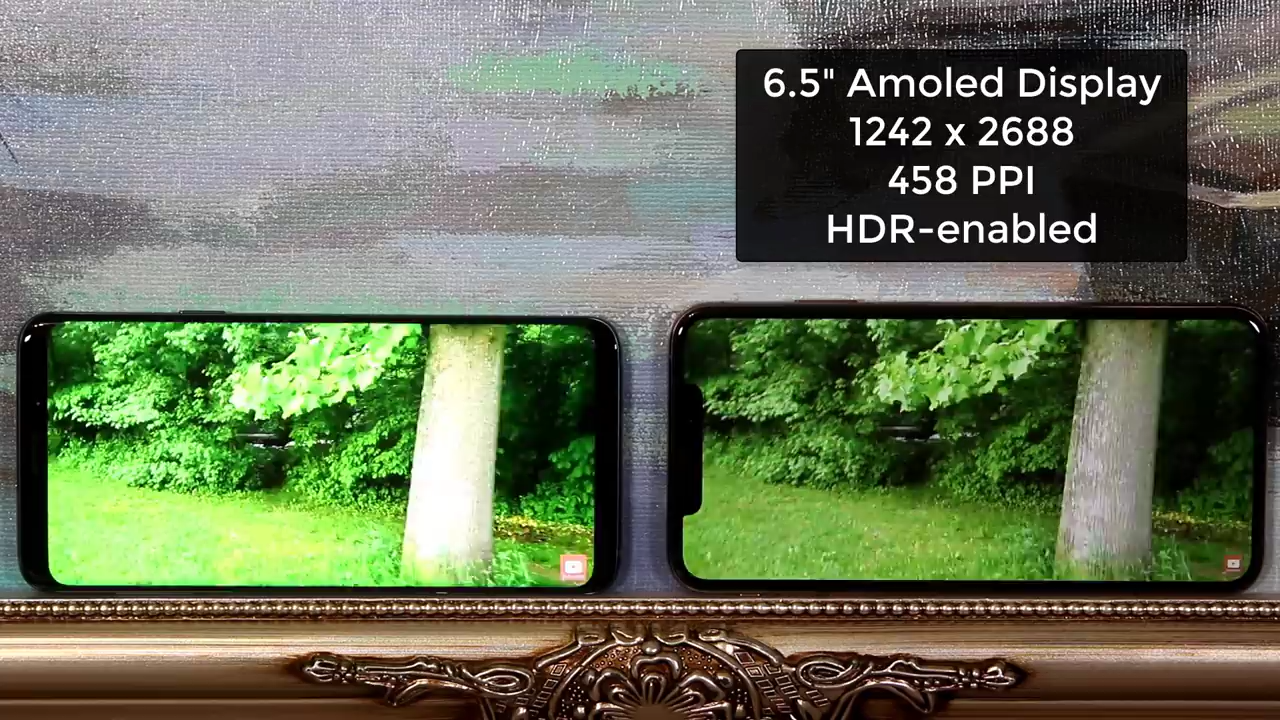 6.5" Amoled Display
1242 x 2688
458 PPI
HDR-enabled